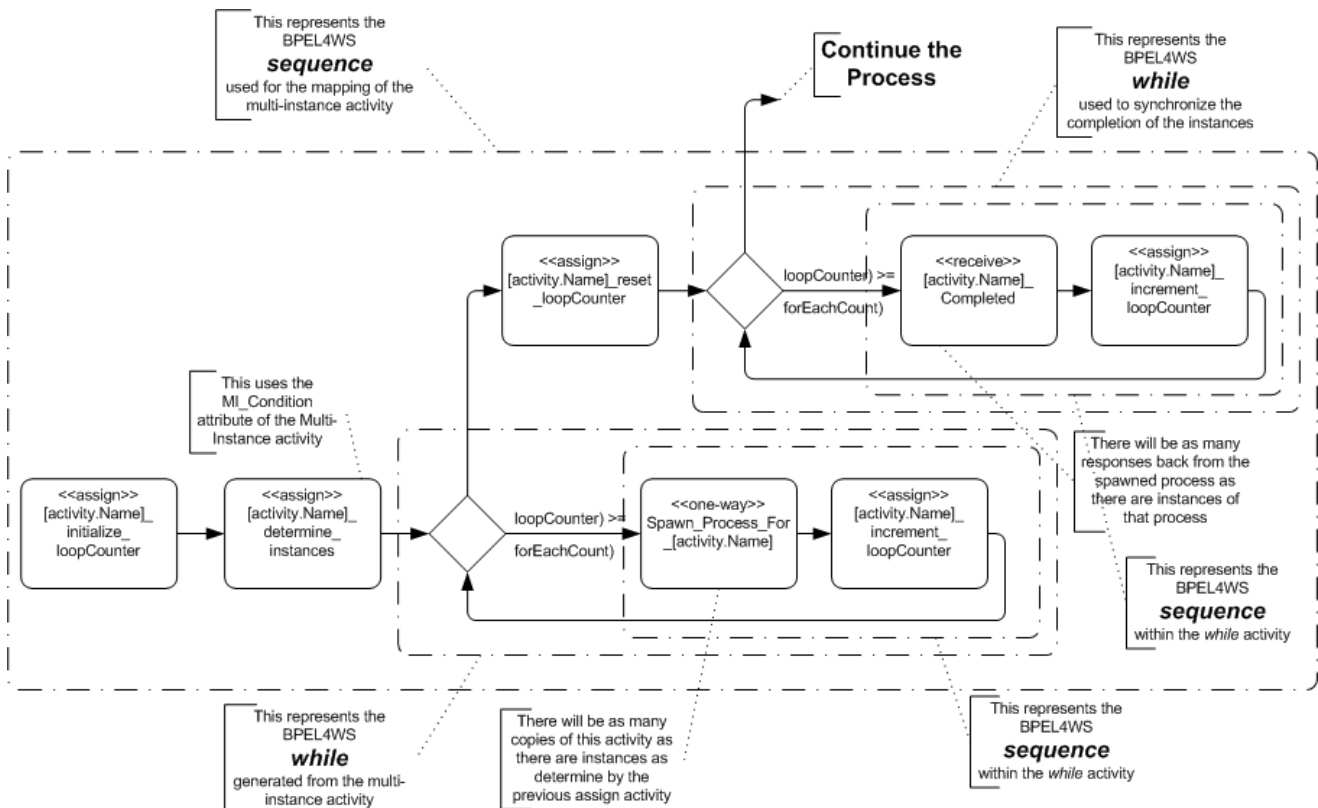 This represents the
BPEL4WS
sequence
used for the mapping of the
multi-instance activity
Continue the
Process
This represents the
BPEL4WS
while
used to synchronize the
completion of the instances
<<assign>>
[activity.Name]_reset
_loopCounter
loopCounter) >=
forEachCount)
<<receive>>
[activity.Name]_
Completed
<<assign>>
[activity.Name]_
increment_
loopCounter
This uses the
MI_Condition
attribute of the Multi-
Instance activity
There will be as many
responses back from the
spawned process as
there are instances of
that process
<<assign>>
[activity.Name]_
initialize_
loopCounter
<<assign>>
[activity.Name]_
determine_
instances
loopCounter) >=
forEachCount)
<<one-way>>
Spawn_Process_For
_[activity.Name]
<<assign>>
[activity.Name]_
increment_
loopCounter
This represents the
BPEL4WS
sequence
within the while activity
This represents the
BPEL4WS
while
generated from the multi-
instance activity
There will be as many
copies of this activity as
there are instances as
determine by the
previous assign activity
This represents the
BPEL4WS
sequence
within the while activity